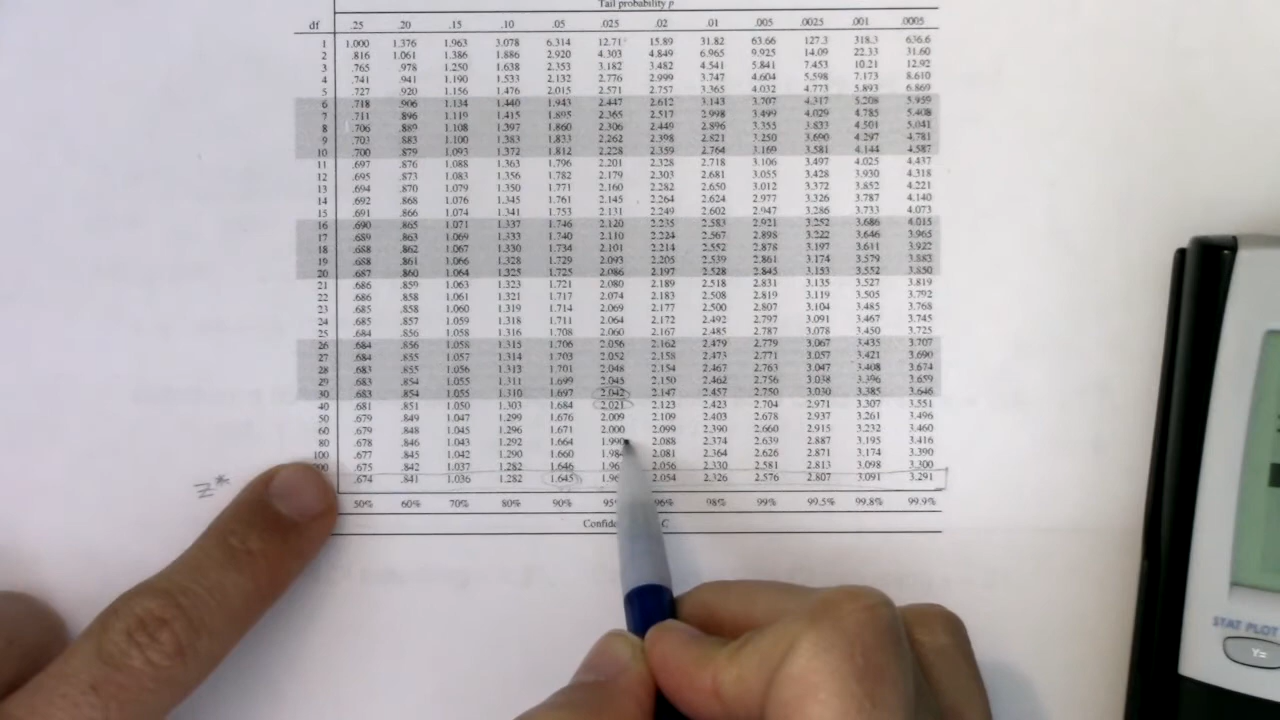 Tail probability p
df .25 .20 .15 .10 .05 .025 .02 .01 .005 .0025 .001 .0005
1 1.000 1.376 1.963 3.078 6.314 12.71 15.89 31.82 63.66 127.3 318.3 636.6
2 .816 1.061 1.386 1.886 2.920 4.303 4.849 6.965 9.925 14.09 22.33 31.60
3 .765 .978 1.250 1.638 2.353 3.182 3.482 4.541 5.841 7.453 10.21 12.92
4 .741 .941 1.190 1.533 2.132 2.776 2.999 3.747 4.604 5.598 7.173 8.610
5 .727 .920 1.156 1.476 2.015 2.571 2.757 3.365 4.032 4.773 5.893 6.869
6 .718 .906 1.134 1.440 1.943 2.447 2.612 3.143 3.707 4.317 5.208 5.959
7 .711 .896 1.119 1.415 1.895 2.365 2.517 2.998 3.499 4.029 4.785 5.408
8 .706 .889 1.108 1.397 1.860 2.306 2.449 2.896 3.355 3.833 4.501 5.041
9 .703 .883 1.100 1.383 1.833 2.262 2.398 2.821 3.250 3.690 4.297 4.781
10 .700 .879 1.093 1.372 1.812 2.228 2.359 2.764 3.169 3.581 4.144 4.587
11 .697 .876 1.088 1.363 1.796 2.201 2.328 2.718 3.106 3.497 4.025 4.437
12 .695 .873 1.083 1.356 1.782 2.179 2.303 2.681 3.055 3.428 3.930 4.318
13 .694 .870 1.079 1.350 1.771 2.160 2.282 2.650 3.012 3.372 3.852 4.221
14 .692 .868 1.076 1.345 1.761 2.145 2.264 2.624 2.977 3.326 3.787 4.140
15 .691 .866 1.074 1.341 1.753 2.131 2.249 2.602 2.947 3.286 3.733 4.073
16 .690 .865 1.071 1.337 1.746 2.120 2.235 2.583 2.921 3.252 3.686 4.015
17 .689 .863 1.069 1.333 1.740 2.110 2.224 2.567 2.898 3.222 3.646 3.965
18 .688 .862 1.067 1.330 1.734 2.101 2.214 2.552 2.878 3.197 3.611 3.922
19 .688 .861 1.066 1.328 1.729 2.093 2.205 2.539 2.861 3.174 3.579 3.883
20 .687 .860 1.064 1.325 1.725 2.086 2.197 2.528 2.845 3.153 3.552 3.850
21 .686 .859 1.063 1.323 1.721 2.080 2.189 2.518 2.831 3.135 3.527 3.819
22 .686 .858 1.061 1.321 1.717 2.074 2.183 2.508 2.819 3.119 3.505 3.792
23 .685 .858 1.060 1.319 1.714 2.069 2.177 2.500 2.807 3.104 3.485 3.768
24 .685 .857 1.059 1.318 1.711 2.064 2.172 2.492 2.797 3.091 3.467 3.745
25 .684 .856 1.058 1.316 1.708 2.060 2.167 2.485 2.787 3.078 3.450 3.725
26 .684 .856 1.058 1.315 1.706 2.056 2.162 2.479 2.779 3.067 3.435 3.707
27 .684 .855 1.057 1.314 1.703 2.052 2.158 2.473 2.771 3.057 3.421 3.690
28 .683 .855 1.056 1.313 1.701 2.048 2.154 2.467 2.763 3.047 3.408 3.674
29 .683 .854 1.055 1.311 1.699 2.045 2.150 2.462 2.756 3.038 3.396 3.659
30 .683 .854 1.055 1.310 1.697 2.042 2.147 2.457 2.750 3.030 3.385 3.646
40 .681 .851 1.050 1.303 1.684 2.021 2.123 2.423 2.704 2.971 3.307 3.551
50 .679 .849 1.047 1.299 1.676 2.009 2.109 2.403 2.678 2.937 3.261 3.496
60 .679 .848 1.045 1.296 1.671 2.000 2.099 2.390 2.660 2.915 3.232 3.460
80 .678 .846 1.043 1.292 1.664 1.990 2.088 2.374 2.639 2.887 3.195 3.416
100 .677 .845 1.042 1.290 1.660 1.984 2.081 2.364 2.626 2.871 3.174 3.390
.675 .842 1.037 1.282 1.646 1.96 2.056 2.330 2.581 2.813 3.098 3.300
z* .674 .841 1.036 1.282 1.645 1.96 2.054 2.326 2.576 2.807 3.091 3.291
50% 60% 70% 80% 90% 95% 96% 98% 99% 99.5% 99.8% 99.9%
C
STAT PLOT
Y=